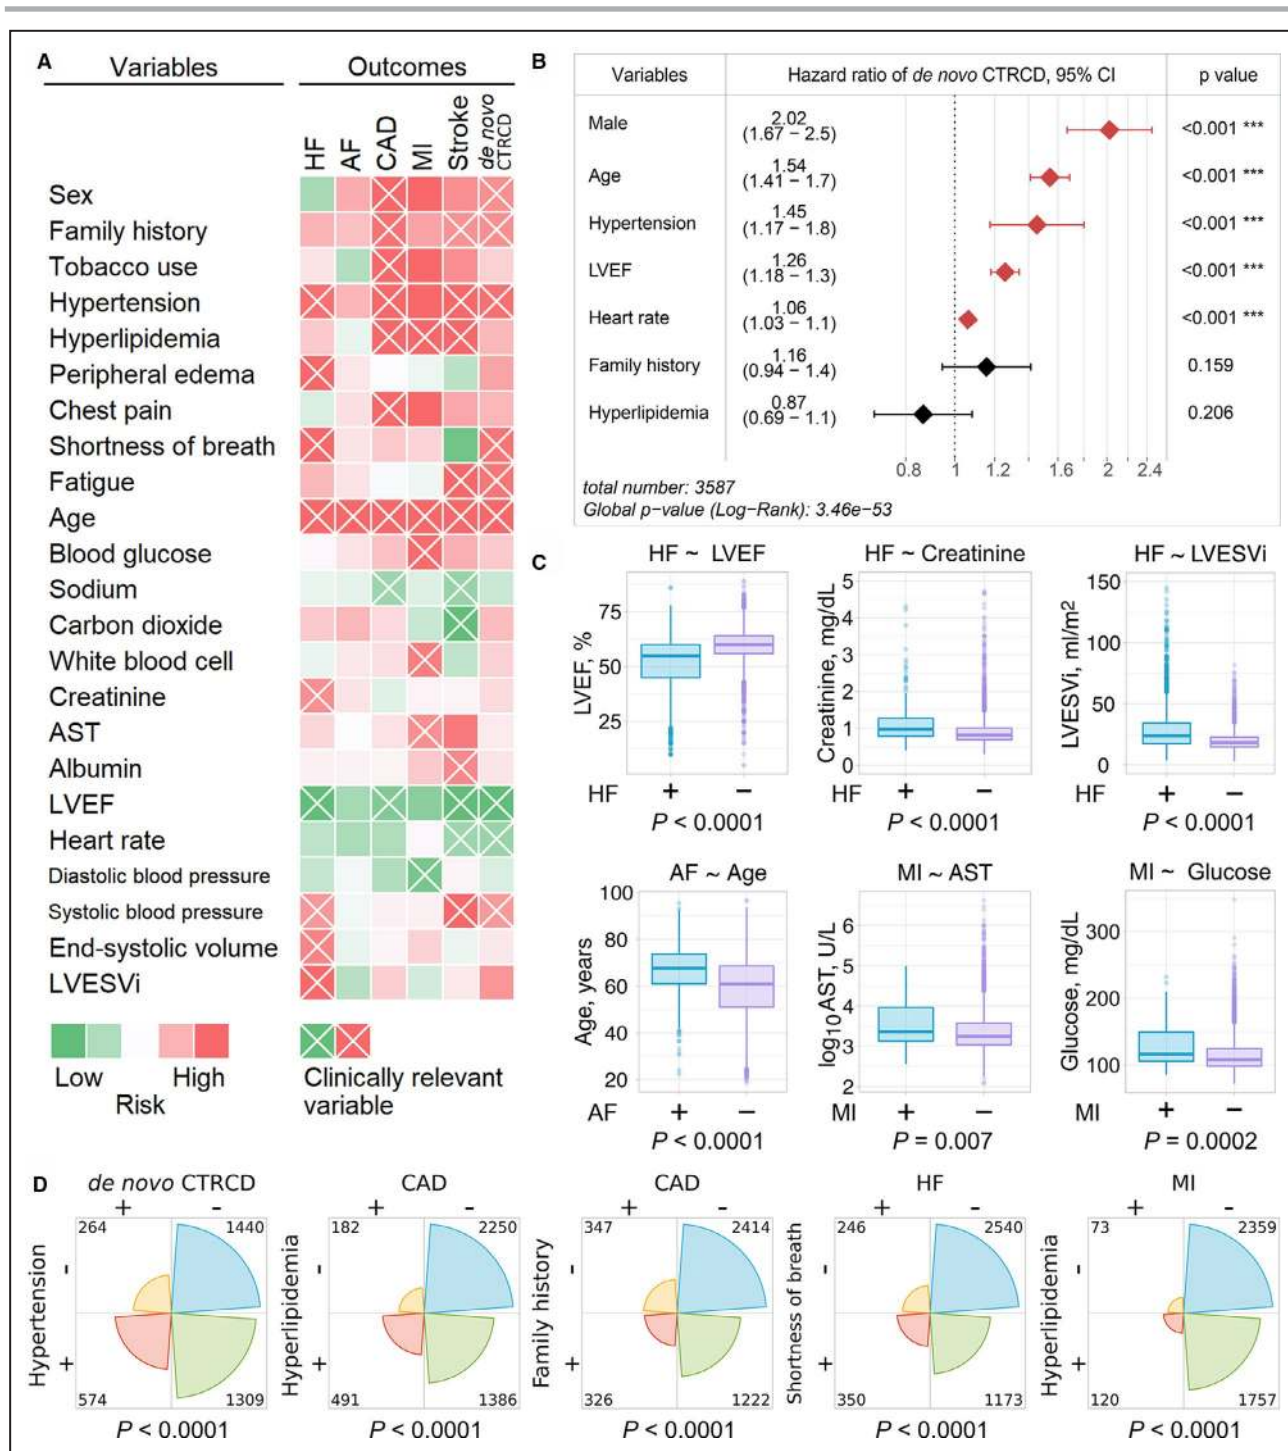 A
Variables
Outcomes
HF
AF
CAD
MI
Stroke
de novo
CTRCD
Sex
Family history
Tobacco use
Hypertension
Hyperlipidemia
Peripheral edema
Chest pain
Shortness of breath
Fatigue
Age
Blood glucose
Sodium
Carbon dioxide
White blood cell
Creatinine
AST
Albumin
LVEF
Heart rate
Diastolic blood pressure
Systolic blood pressure
End-systolic volume
LVESVi
Low
High
Risk
Clinically relevant
variable
B
Variables
Hazard ratio of de novo CTRCD, 95% CI
p value
Male
2.02
(1.67 − 2.5)
<0.001 ***
Age
1.54
(1.41 − 1.7)
<0.001 ***
Hypertension
1.45
(1.17 − 1.8)
<0.001 ***
LVEF
1.26
(1.18 − 1.3)
<0.001 ***
Heart rate
1.06
(1.03 − 1.1)
<0.001 ***
Family history
1.16
(0.94 − 1.4)
0.159
Hyperlipidemia
0.87
(0.69 − 1.1)
0.206
0.8 1 1.2 1.6 2 2.4
total number: 3587
Global p−value (Log−Rank): 3.46e−53
C
HF ~ LVEF
LVEF, %
75
50
25
HF + −
P < 0.0001
HF ~ Creatinine
Creatinine, mg/dL
5
4
3
2
1
0
HF + −
P < 0.0001
HF ~ LVESVi
LVESVi, ml/m²
150
100
50
0
HF + −
P < 0.0001
AF ~ Age
Age, years
100
80
60
40
20
AF + −
P < 0.0001
MI ~ AST
log10AST, U/L
6
5
4
3
2
MI + −
P = 0.007
MI ~ Glucose
Glucose, mg/dL
300
200
100
MI + −
P = 0.0002
D
de novo CTRCD
+ -
Hypertension
- +
264 1440
574 1309
P < 0.0001
CAD
+ -
Hyperlipidemia
- +
182 2250
491 1386
P < 0.0001
CAD
+ -
Family history
- +
347 2414
326 1222
P < 0.0001
HF
+ -
Shortness of breath
- +
246 2540
350 1173
P < 0.0001
MI
+ -
Hyperlipidemia
- +
73 2359
120 1757
P < 0.0001